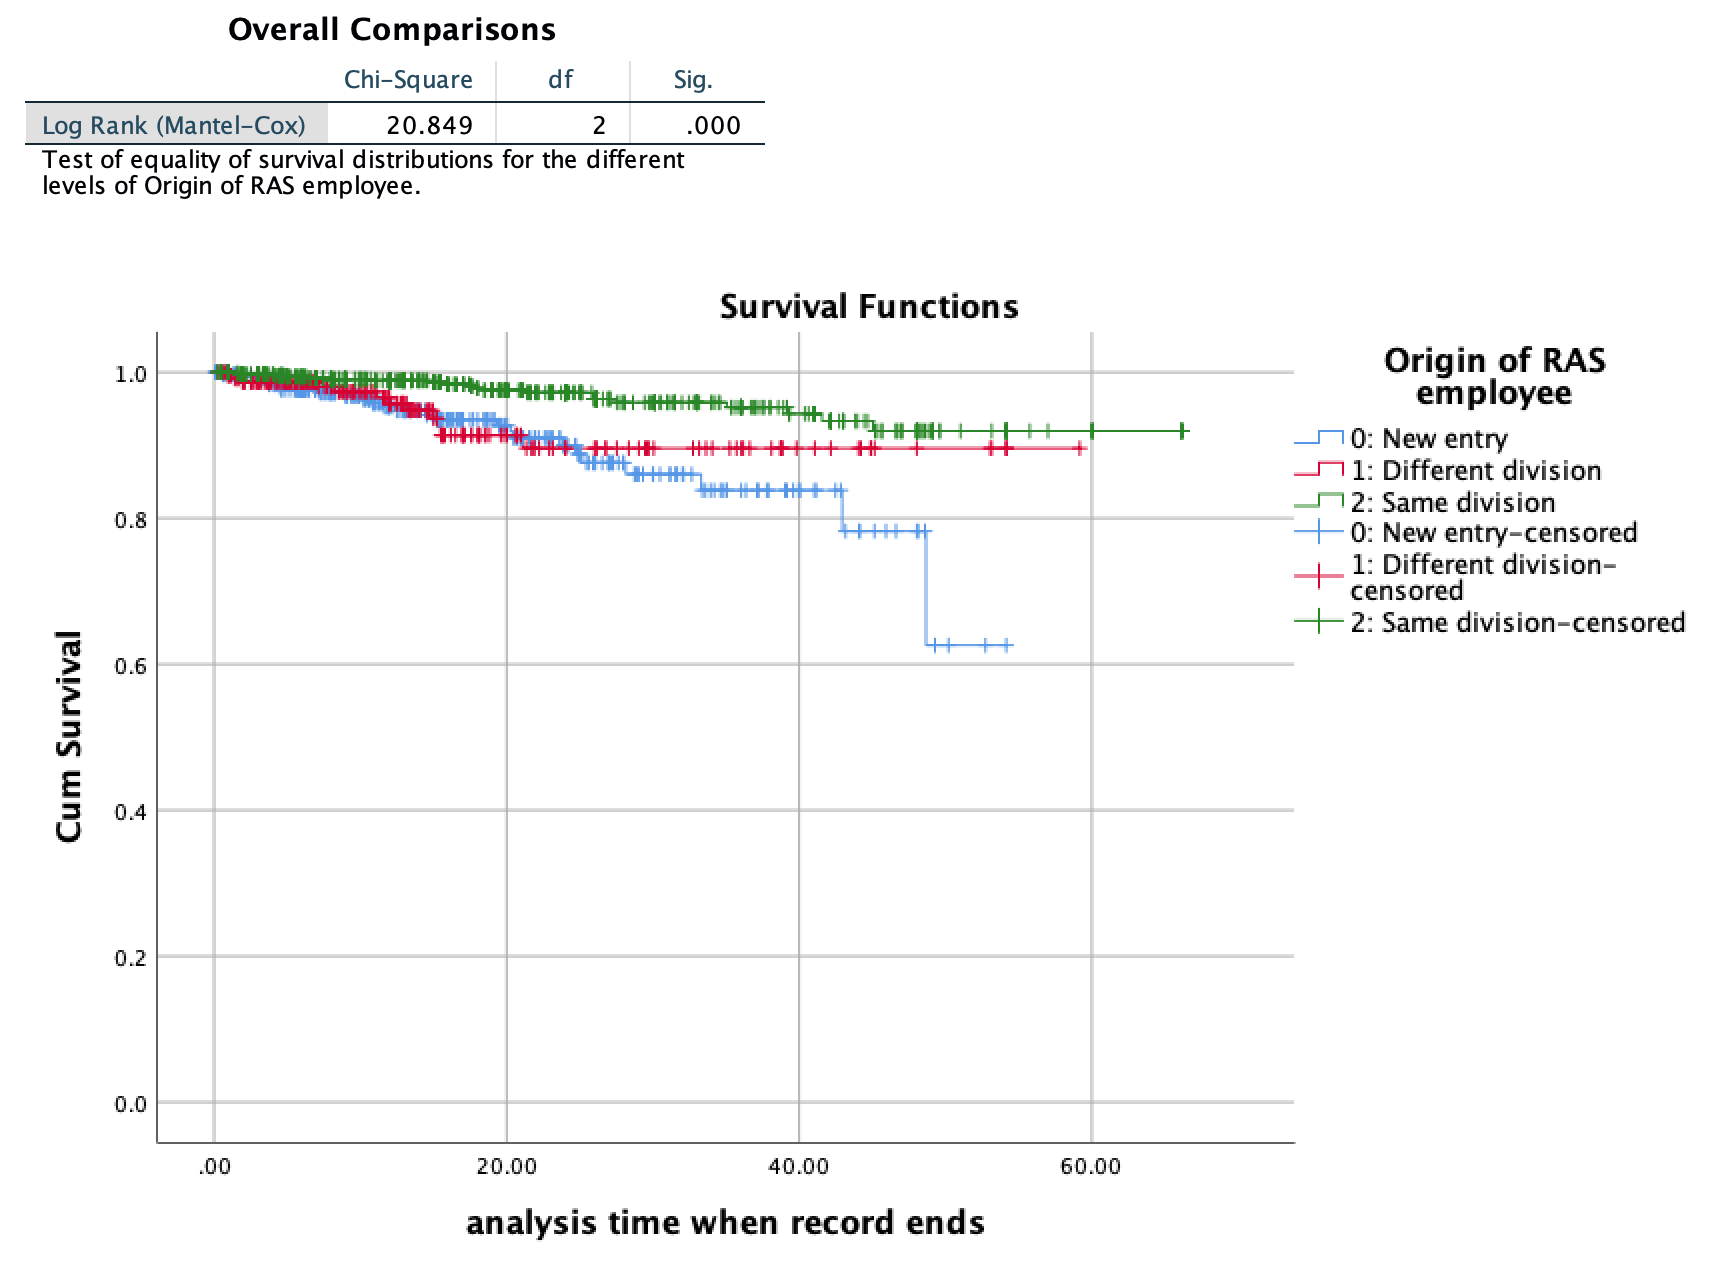 Overall Comparisons
Chi-Square df Sig.
Log Rank (Mantel-Cox) 20.849 2 .000
Test of equality of survival distributions for the different
levels of Origin of RAS employee.
Survival Functions
1.0
0.8
0.6
0.4
0.2
0.0
Cum Survival
.00 20.00 40.00 60.00
analysis time when record ends
Origin of RAS
employee
0: New entry
1: Different division
2: Same division
0: New entry-censored
1: Different division-
censored
2: Same division-censored